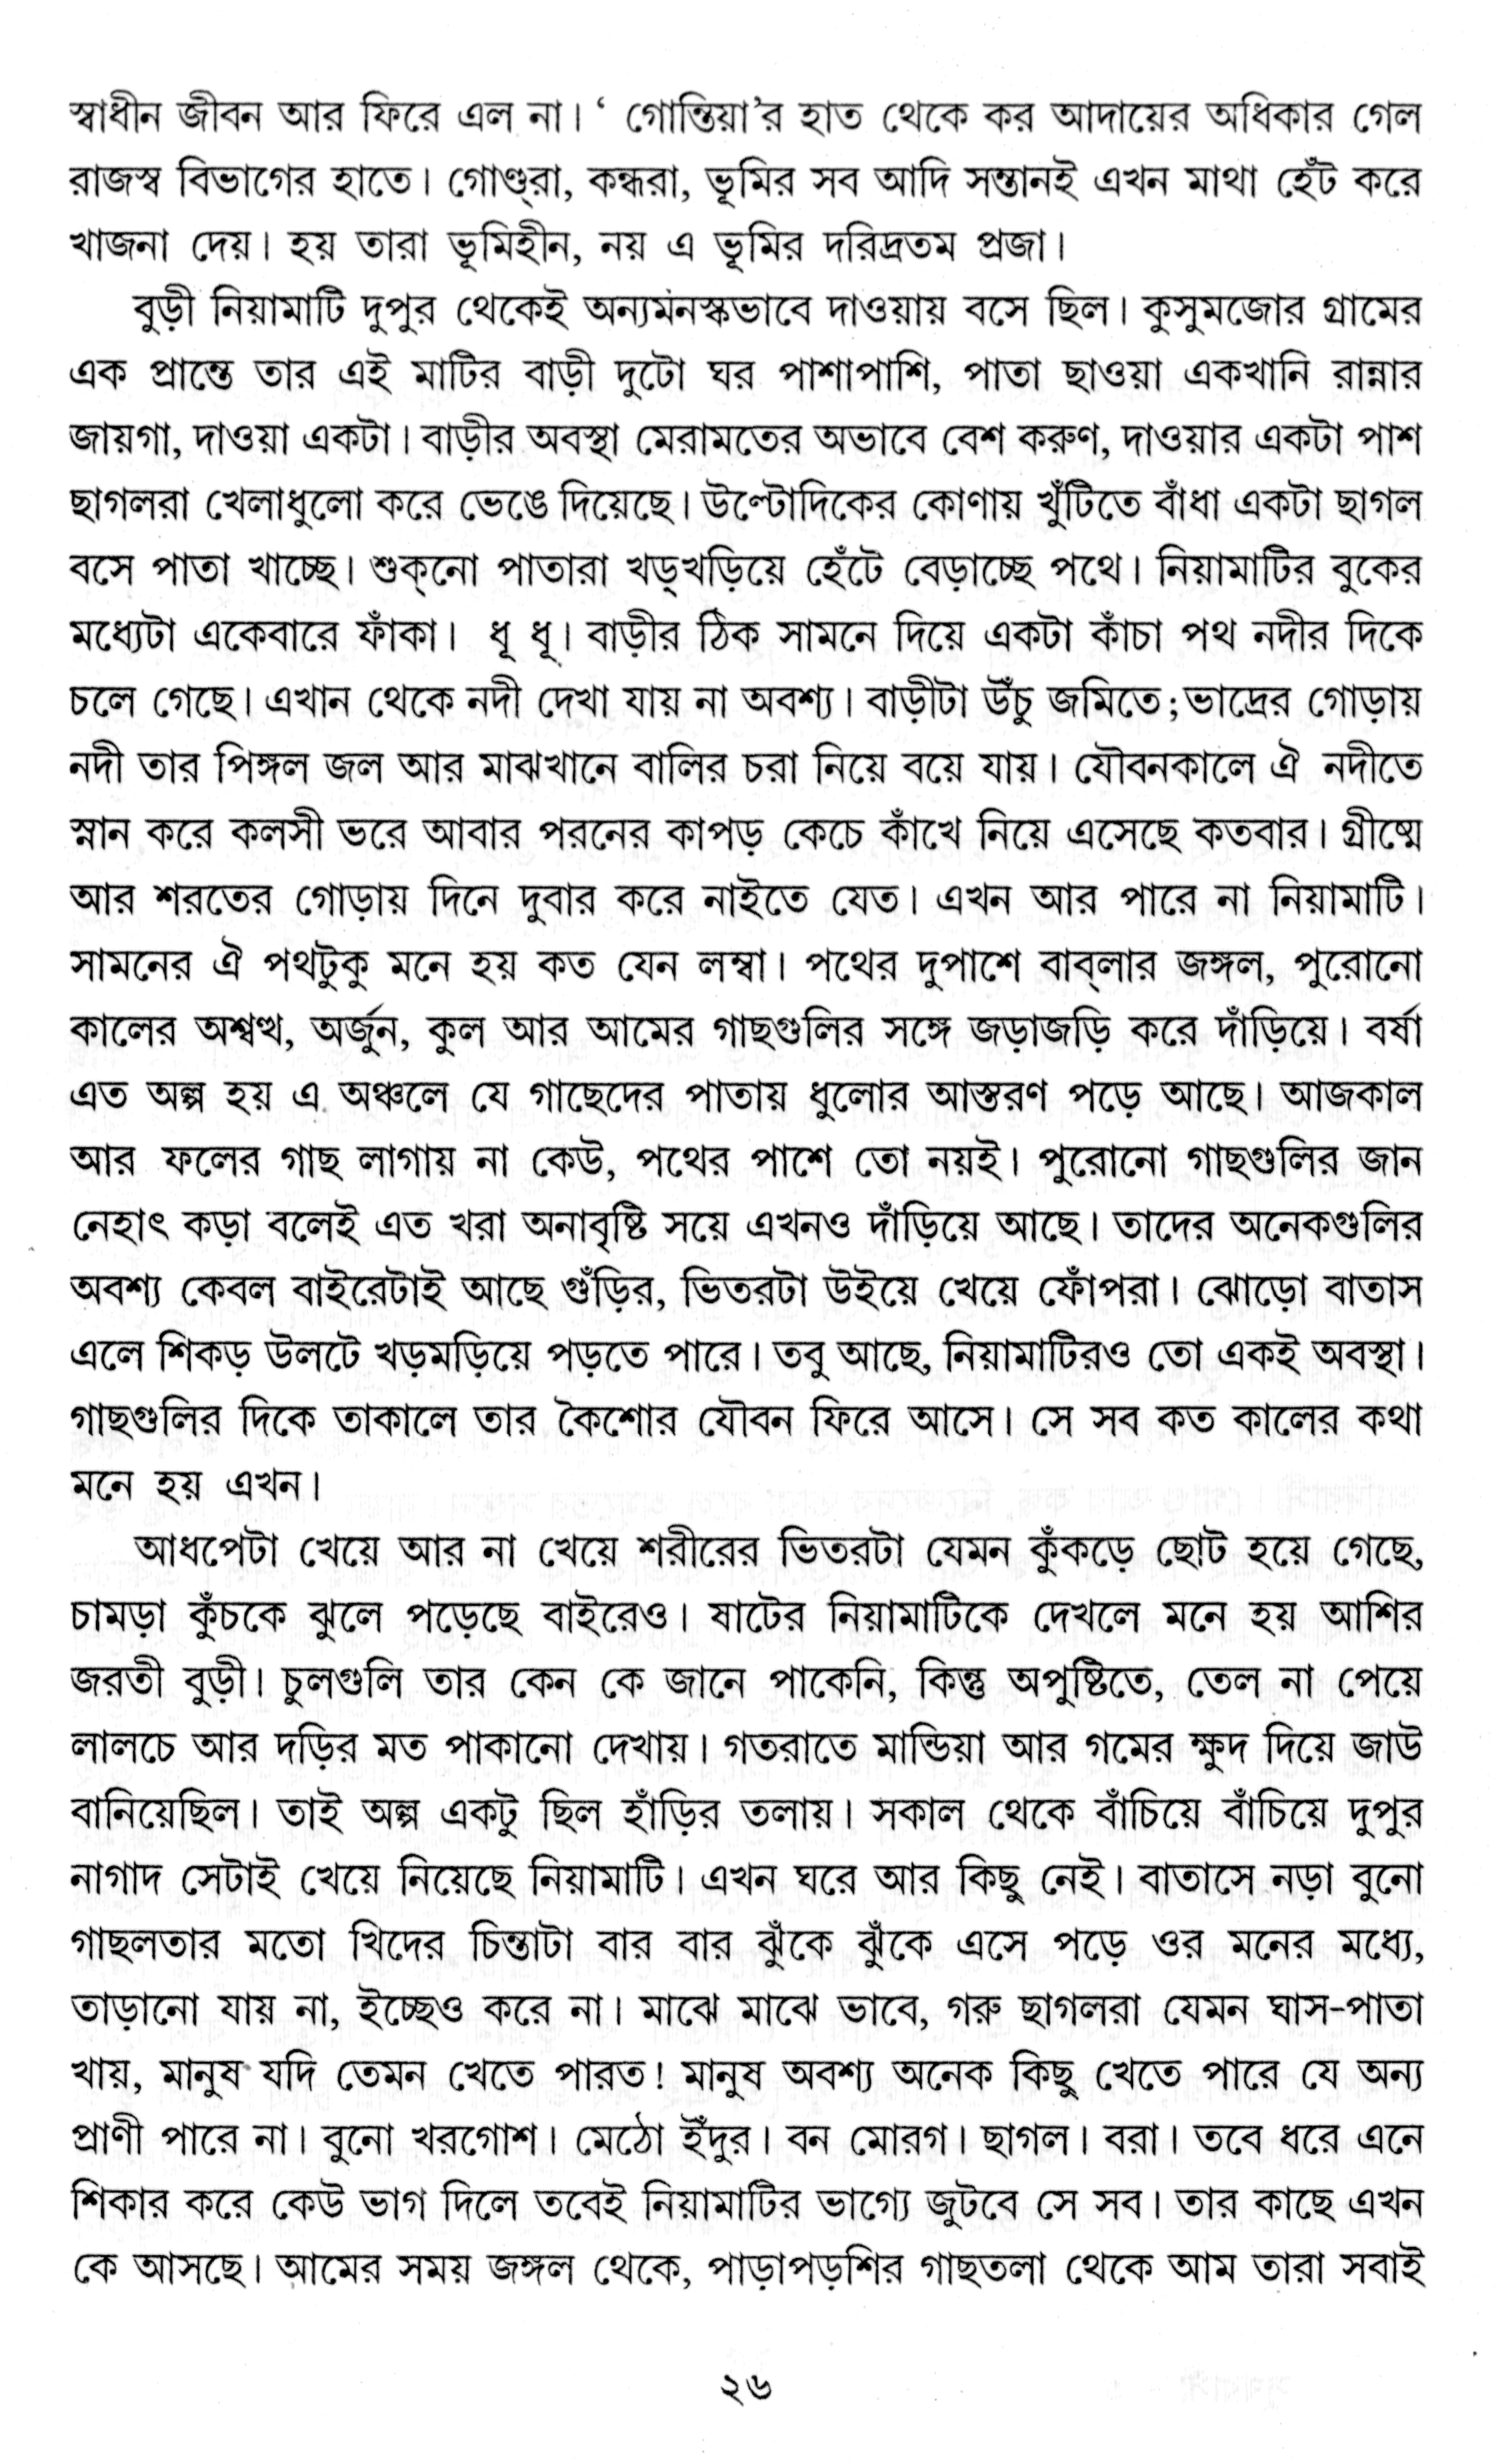 স্বাধীন জীবন আর ফিরে এল না। ‘ গোন্তিয়া’র হাত থেকে কর আদায়ের অধিকার গেল
রাজস্ব বিভাগের হাতে। গোণ্ড্‌রা, কন্ধরা, ভূমির সব আদি সন্তানই এখন মাথা হেঁট করে
খাজনা দেয়। হয় তারা ভূমিহীন, নয় এ ভূমির দরিদ্রতম প্রজা।
বুড়ী নিয়ামাটি দুপুর থেকেই অন্যমনস্কভাবে দাওয়ায় বসে ছিল। কুসুমজোর গ্রামের
এক প্রান্তে তার এই মাটির বাড়ী দুটো ঘর পাশাপাশি, পাতা ছাওয়া একখানি রান্নার
জায়গা, দাওয়া একটা। বাড়ীর অবস্থা মেরামতের অভাবে বেশ করুণ, দাওয়ার একটা পাশ
ছাগলরা খেলাধুলো করে ভেঙে দিয়েছে। উল্টোদিকের কোণায় খুঁটিতে বাঁধা একটা ছাগল
বসে পাতা খাচ্ছে। শুক্‌নো পাতারা খড়্‌খড়িয়ে হেঁটে বেড়াচ্ছে পথে। নিয়ামাটির বুকের
মধ্যেটা একেবারে ফাঁকা। ধূ ধূ। বাড়ীর ঠিক সামনে দিয়ে একটা কাঁচা পথ নদীর দিকে
চলে গেছে। এখান থেকে নদী দেখা যায় না অবশ্য। বাড়ীটা উঁচু জমিতে; ভাদ্রের গোড়ায়
নদী তার পিঙ্গল জল আর মাঝখানে বালির চরা নিয়ে বয়ে যায়। যৌবনকালে ঐ নদীতে
স্নান করে কলসী ভরে আবার পরনের কাপড় কেচে কাঁখে নিয়ে এসেছে কতবার। গ্রীষ্মে
আর শরতের গোড়ায় দিনে দুবার করে নাইতে যেত। এখন আর পারে না নিয়ামাটি।
সামনের ঐ পথটুকু মনে হয় কত যেন লম্বা। পথের দুপাশে বাব্‌লার জঙ্গল, পুরোনো
কালের অশ্বত্থ, অর্জুন, কুল আর আমের গাছগুলির সঙ্গে জড়াজড়ি করে দাঁড়িয়ে। বর্ষা
এত অল্প হয় এ অঞ্চলে যে গাছেদের পাতায় ধুলোর আস্তরণ পড়ে আছে। আজকাল
আর ফলের গাছ লাগায় না কেউ, পথের পাশে তো নয়ই। পুরোনো গাছগুলির জান
নেহাৎ কড়া বলেই এত খরা অনাবৃষ্টি সয়ে এখনও দাঁড়িয়ে আছে। তাদের অনেকগুলির
অবশ্য কেবল বাইরেটাই আছে গুঁড়ির, ভিতরটা উইয়ে খেয়ে ফোঁপরা। ঝোড়ো বাতাস
এলে শিকড় উলটে খড়মড়িয়ে পড়তে পারে। তবু আছে, নিয়ামাটিরও তো একই অবস্থা।
গাছগুলির দিকে তাকালে তার কৈশোর যৌবন ফিরে আসে। সে সব কত কালের কথা
মনে হয় এখন।
আধপেটা খেয়ে আর না খেয়ে শরীরের ভিতরটা যেমন কুঁকড়ে ছোট হয়ে গেছে,
চামড়া কুঁচকে ঝুলে পড়েছে বাইরেও। ষাটের নিয়ামাটিকে দেখলে মনে হয় আশির
জরতী বুড়ী। চুলগুলি তার কেন কে জানে পাকেনি, কিন্তু অপুষ্টিতে, তেল না পেয়ে
লালচে আর দড়ির মত পাকানো দেখায়। গতরাতে মান্ডিয়া আর গমের ক্ষুদ দিয়ে জাউ
বানিয়েছিল। তাই অল্প একটু ছিল হাঁড়ির তলায়। সকাল থেকে বাঁচিয়ে বাঁচিয়ে দুপুর
নাগাদ সেটাই খেয়ে নিয়েছে নিয়ামাটি। এখন ঘরে আর কিছু নেই। বাতাসে নড়া বুনো
গাছলতার মতো খিদের চিন্তাটা বার বার ঝুঁকে ঝুঁকে এসে পড়ে ওর মনের মধ্যে,
তাড়ানো যায় না, ইচ্ছেও করে না। মাঝে মাঝে ভাবে, গরু ছাগলরা যেমন ঘাস-পাতা
খায়, মানুষ যদি তেমন খেতে পারত! মানুষ অবশ্য অনেক কিছু খেতে পারে যে অন্য
প্রাণী পারে না। বুনো খরগোশ। মেঠো ইঁদুর। বন মোরগ। ছাগল। বরা। তবে ধরে এনে
শিকার করে কেউ ভাগ দিলে তবেই নিয়ামাটির ভাগ্যে জুটবে সে সব। তার কাছে এখন
কে আসছে। আমের সময় জঙ্গল থেকে, পাড়াপড়শির গাছতলা থেকে আম তারা সবাই
২৬